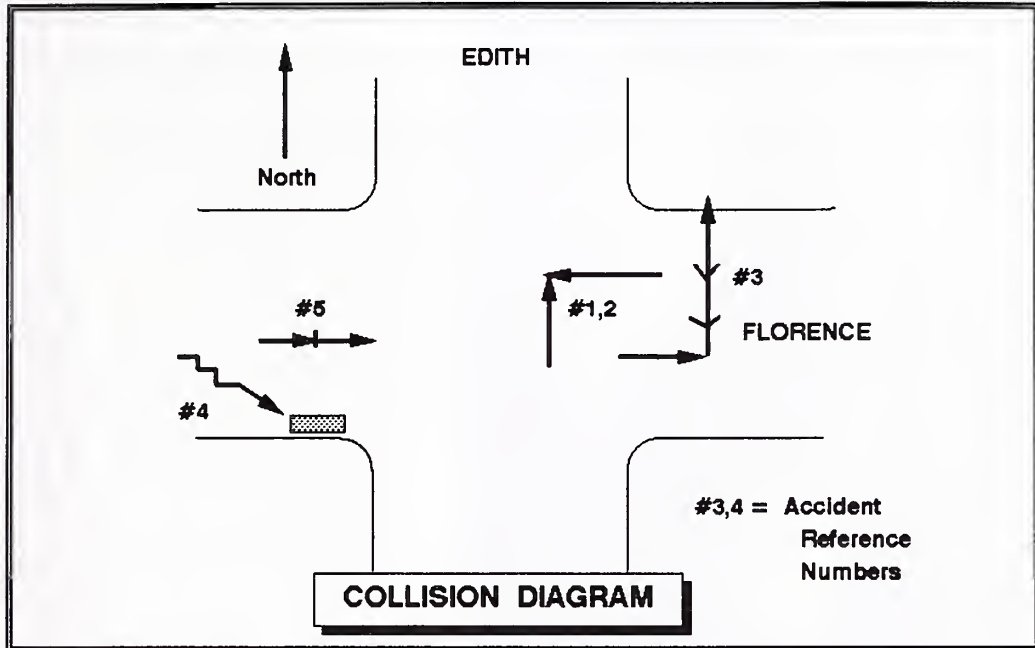 EDITH
North
#3
#5
#1,2
FLORENCE
#4
#3,4 = Accident
Reference
Numbers
COLLISION DIAGRAM